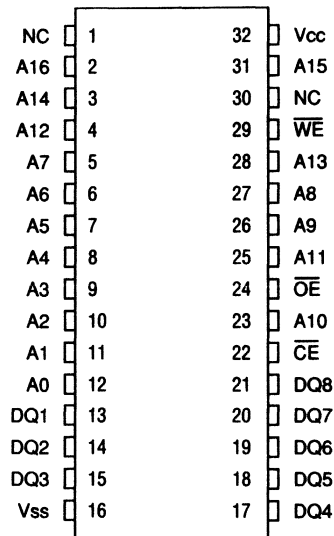 NC 1 32 Vcc
A16 2 31 A15
A14 3 30 NC
A12 4 29 W̅E̅
A7 5 28 A13
A6 6 27 A8
A5 7 26 A9
A4 8 25 A11
A3 9 24 O̅E̅
A2 10 23 A10
A1 11 22 C̅E̅
A0 12 21 DQ8
DQ1 13 20 DQ7
DQ2 14 19 DQ6
DQ3 15 18 DQ5
Vss 16 17 DQ4